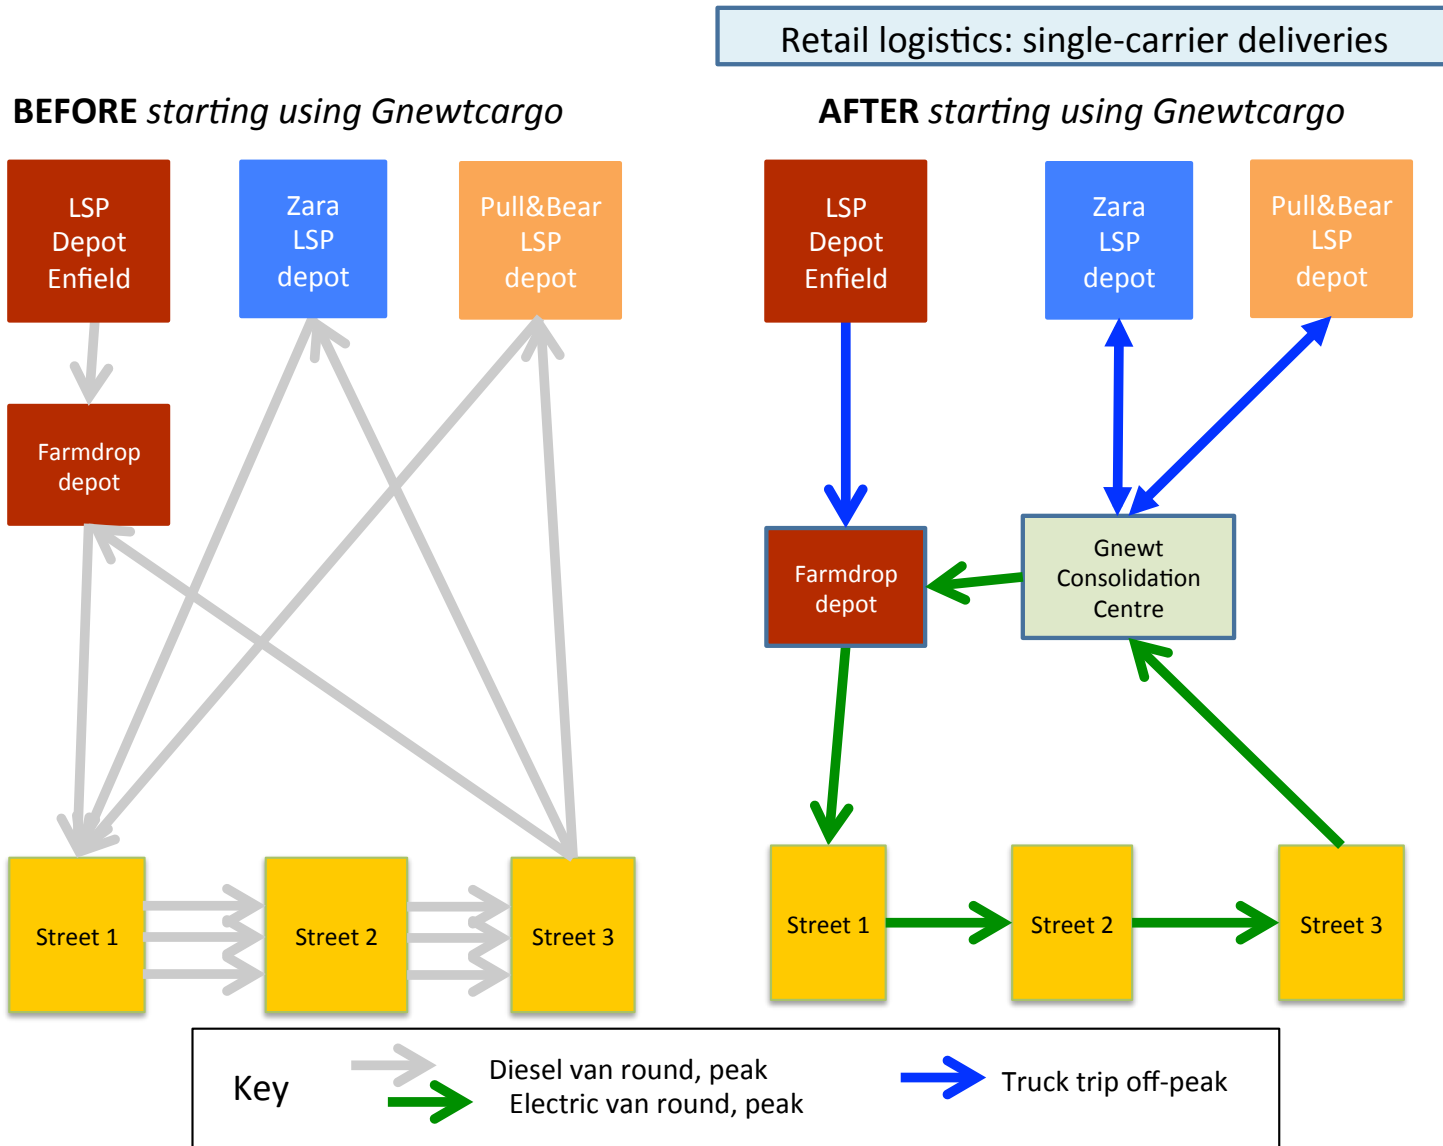 Retail logistics: single-carrier deliveries
BEFORE starting using Gnewtcargo
AFTER starting using Gnewtcargo
LSP
Depot
Enfield
Zara
LSP
depot
Pull&Bear
LSP
depot
Farmdrop
depot
Street 1
Street 2
Street 3
LSP
Depot
Enfield
Zara
LSP
depot
Pull&Bear
LSP
depot
Farmdrop
depot
Gnewt
Consolidation
Centre
Street 1
Street 2
Street 3
Key
Diesel van round, peak
Electric van round, peak
Truck trip off-peak